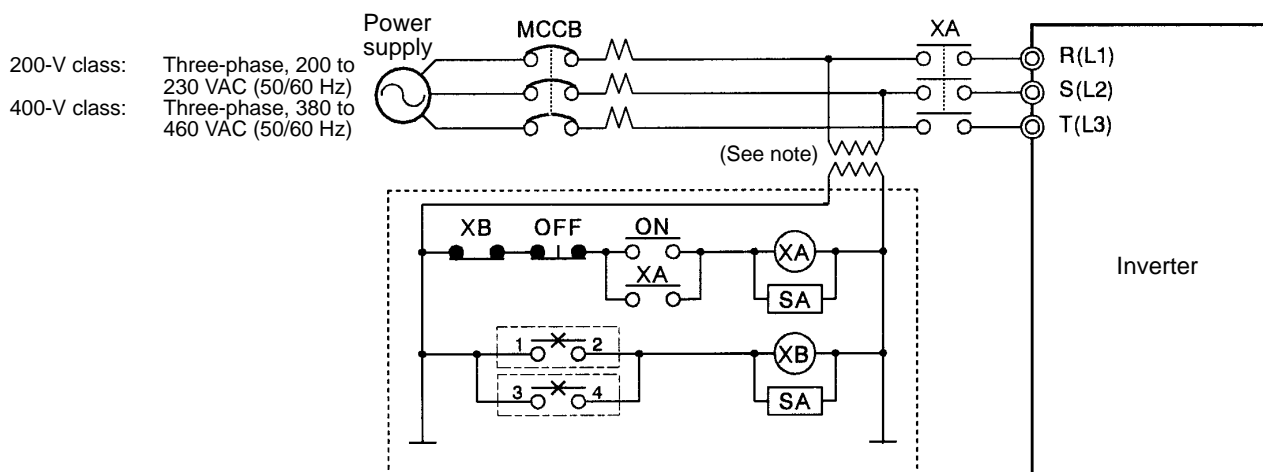 Power
supply
MCCB
XA
200-V class: Three-phase, 200 to
230 VAC (50/60 Hz)
400-V class: Three-phase, 380 to
460 VAC (50/60 Hz)
R(L1)
S(L2)
T(L3)
(See note)
XB OFF ON
XA
XA
SA
Inverter
1 2
XB
3 4
SA